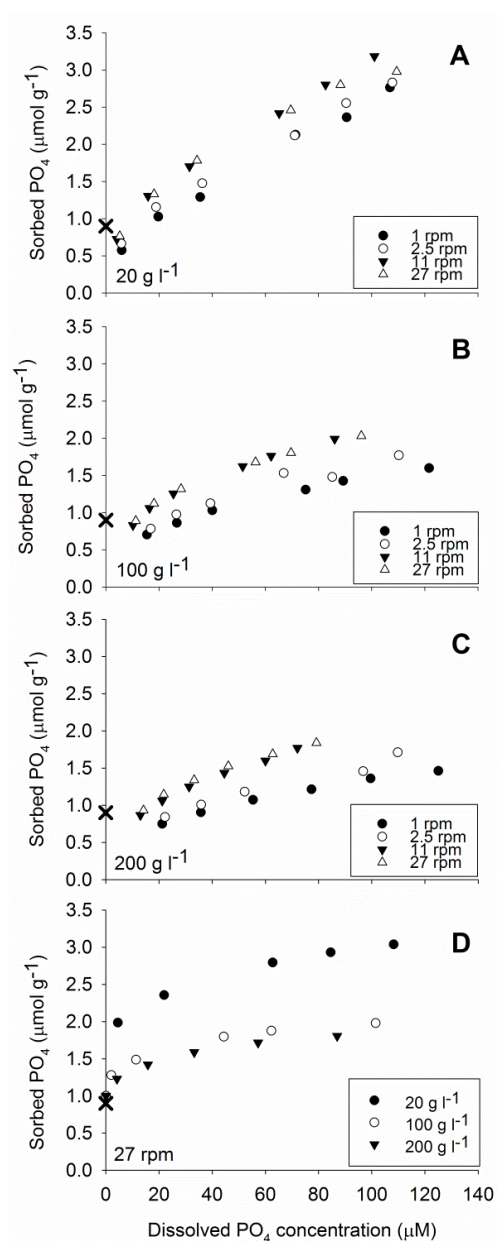 A
3.5
3.0
2.5
2.0
1.5
1.0
0.5
0.0
Sorbed PO₄ (μmol g⁻¹)
20 g l⁻¹
1 rpm
2.5 rpm
11 rpm
27 rpm
B
3.5
3.0
2.5
2.0
1.5
1.0
0.5
0.0
Sorbed PO₄ (μmol g⁻¹)
100 g l⁻¹
1 rpm
2.5 rpm
11 rpm
27 rpm
C
3.5
3.0
2.5
2.0
1.5
1.0
0.5
0.0
Sorbed PO₄ (μmol g⁻¹)
200 g l⁻¹
1 rpm
2.5 rpm
11 rpm
27 rpm
D
3.5
3.0
2.5
2.0
1.5
1.0
0.5
0.0
Sorbed PO₄ (μmol g⁻¹)
27 rpm
20 g l⁻¹
100 g l⁻¹
200 g l⁻¹
0 20 40 60 80 100 120 140
Dissolved PO₄ concentration (μM)